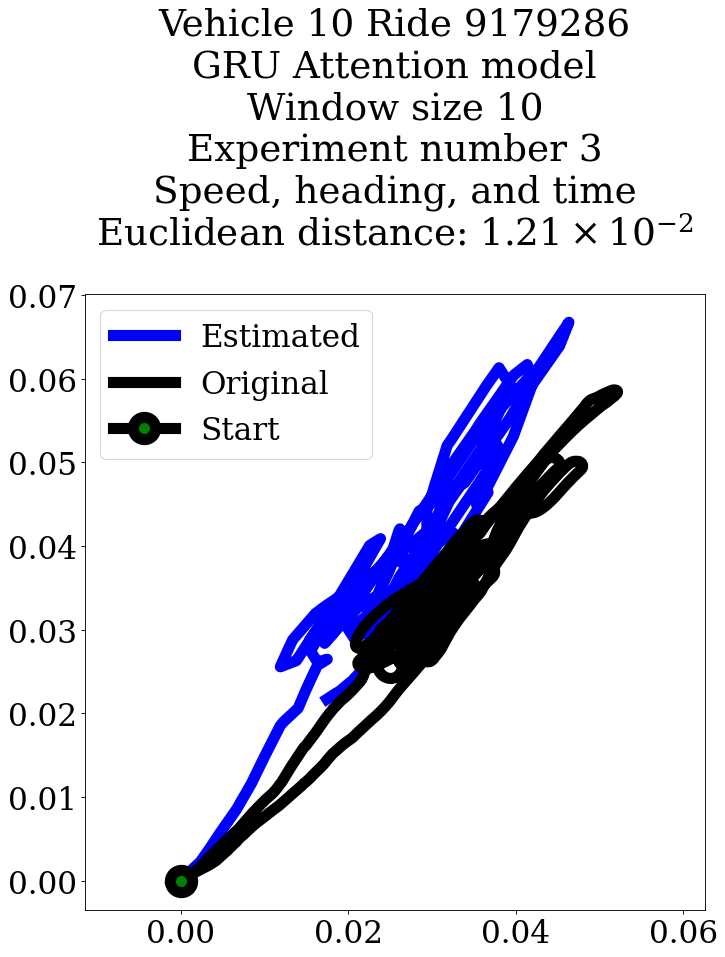 Vehicle 10 Ride 9179286
GRU Attention model
Window size 10
Experiment number 3
Speed, heading, and time
Euclidean distance: 1.21 × 10⁻²
0.07
0.06
0.05
0.04
0.03
0.02
0.01
0.00
Estimated
Original
Start
0.00 0.02 0.04 0.06